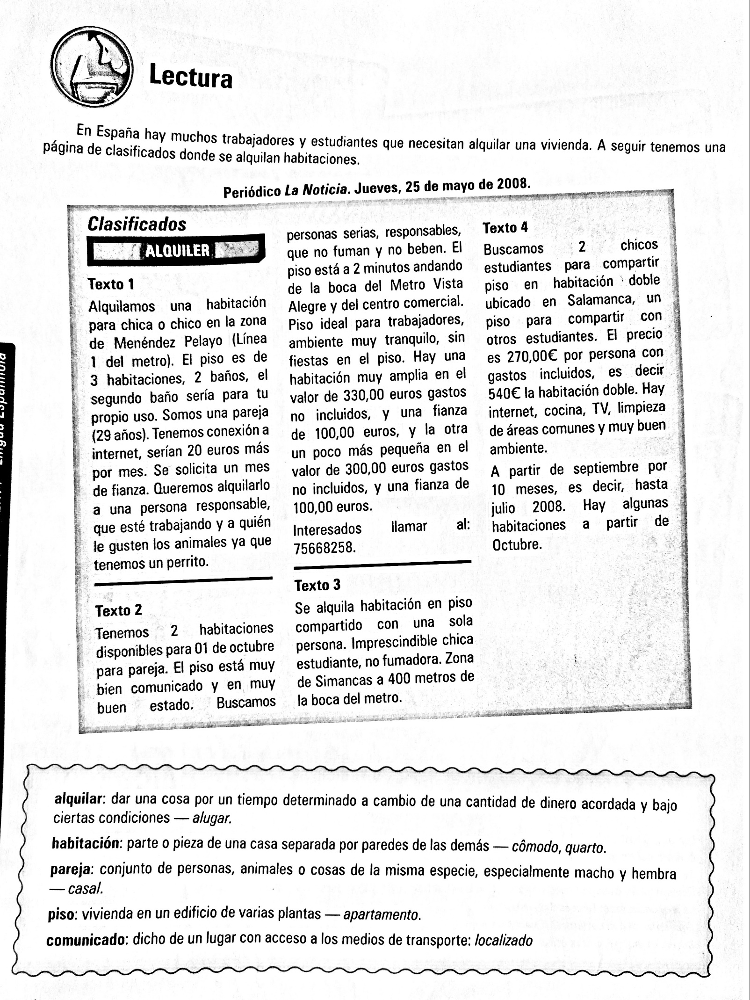 Lectura
En España hay muchos trabajadores y estudiantes que necesitan alquilar una vivienda. A seguir tenemos una
página de clasificados donde se alquilan habitaciones.
Periódico La Noticia. Jueves, 25 de mayo de 2008.
Clasificados
ALQUILER
Texto 1
Alquilamos una habitación
para chica o chico en la zona
de Menéndez Pelayo (Línea
1 del metro). El piso es de
3 habitaciones, 2 baños, el
segundo baño sería para tu
propio uso. Somos una pareja
(29 años). Tenemos conexión a
internet, serían 20 euros más
por mes. Se solicita un mes
de fianza. Queremos alquilarlo
a una persona responsable,
que esté trabajando y a quién
le gusten los animales ya que
tenemos un perrito.
Texto 2
Tenemos 2 habitaciones
disponibles para 01 de octubre
para pareja. El piso está muy
bien comunicado y en muy
buen estado. Buscamos
personas serias, responsables,
que no fuman y no beben. El
piso está a 2 minutos andando
de la boca del Metro Vista
Alegre y del centro comercial.
Piso ideal para trabajadores,
ambiente muy tranquilo, sin
fiestas en el piso. Hay una
habitación muy amplia en el
valor de 330,00 euros gastos
no incluidos, y una fianza
de 100,00 euros, y la otra
un poco más pequeña en el
valor de 300,00 euros gastos
no incluidos, y una fianza de
100,00 euros.
Interesados llamar al:
75668258.
Texto 3
Se alquila habitación en piso
compartido con una sola
persona. Imprescindible chica
estudiante, no fumadora. Zona
de Simancas a 400 metros de
la boca del metro.
Texto 4
Buscamos 2 chicos
estudiantes para compartir
piso en habitación doble
ubicado en Salamanca, un
piso para compartir con
otros estudiantes. El precio
es 270,00€ por persona con
gastos incluidos, es decir
540€ la habitación doble. Hay
internet, cocina, TV, limpieza
de áreas comunes y muy buen
ambiente.
A partir de septiembre por
10 meses, es decir, hasta
julio 2008. Hay algunas
habitaciones a partir de
Octubre.
alquilar: dar una cosa por un tiempo determinado a cambio de una cantidad de dinero acordada y bajo
ciertas condiciones — alugar.
habitación: parte o pieza de una casa separada por paredes de las demás — cômodo, quarto.
pareja: conjunto de personas, animales o cosas de la misma especie, especialmente macho y hembra
— casal.
piso: vivienda en un edificio de varias plantas — apartamento.
comunicado: dicho de un lugar con acceso a los medios de transporte: localizado